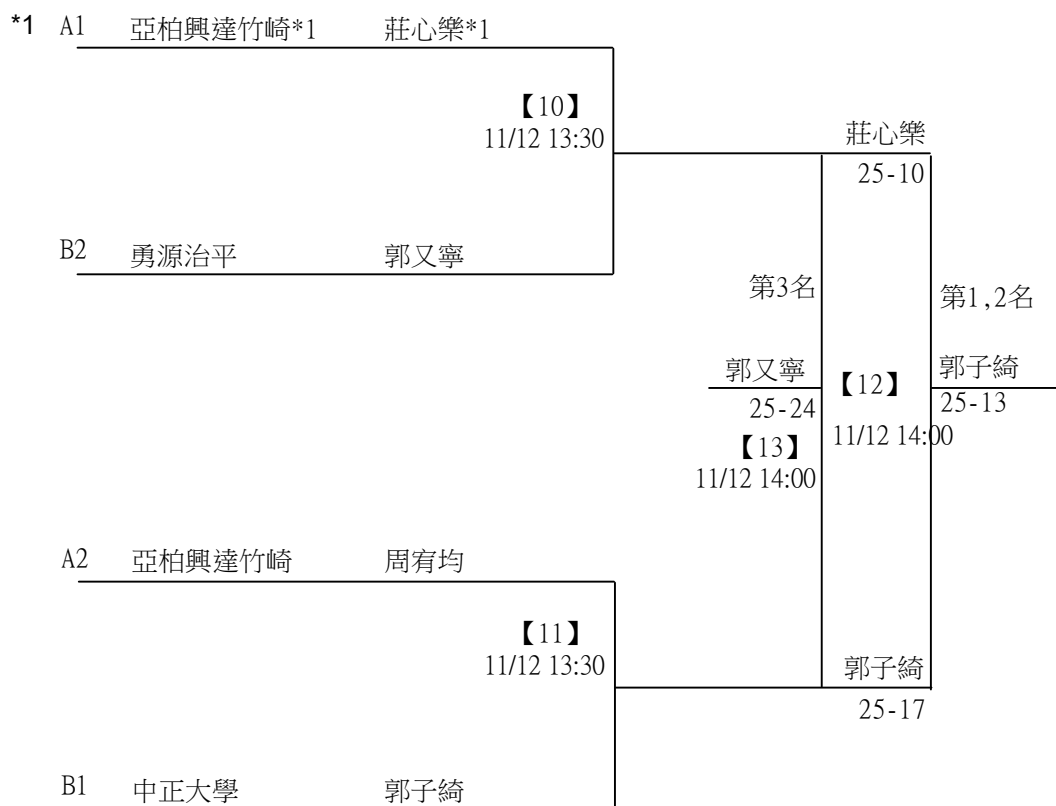 *1 A1 亞柏興達竹崎*1 莊心樂*1
【10】
11/12 13:30
莊心樂
25-10
B2 勇源治平 郭又寧
第3名
第1,2名
郭又寧
25-24
【12】
11/12 14:00
郭子綺
25-13
【13】
11/12 14:00
A2 亞柏興達竹崎 周宥均
【11】
11/12 13:30
郭子綺
25-17
B1 中正大學 郭子綺